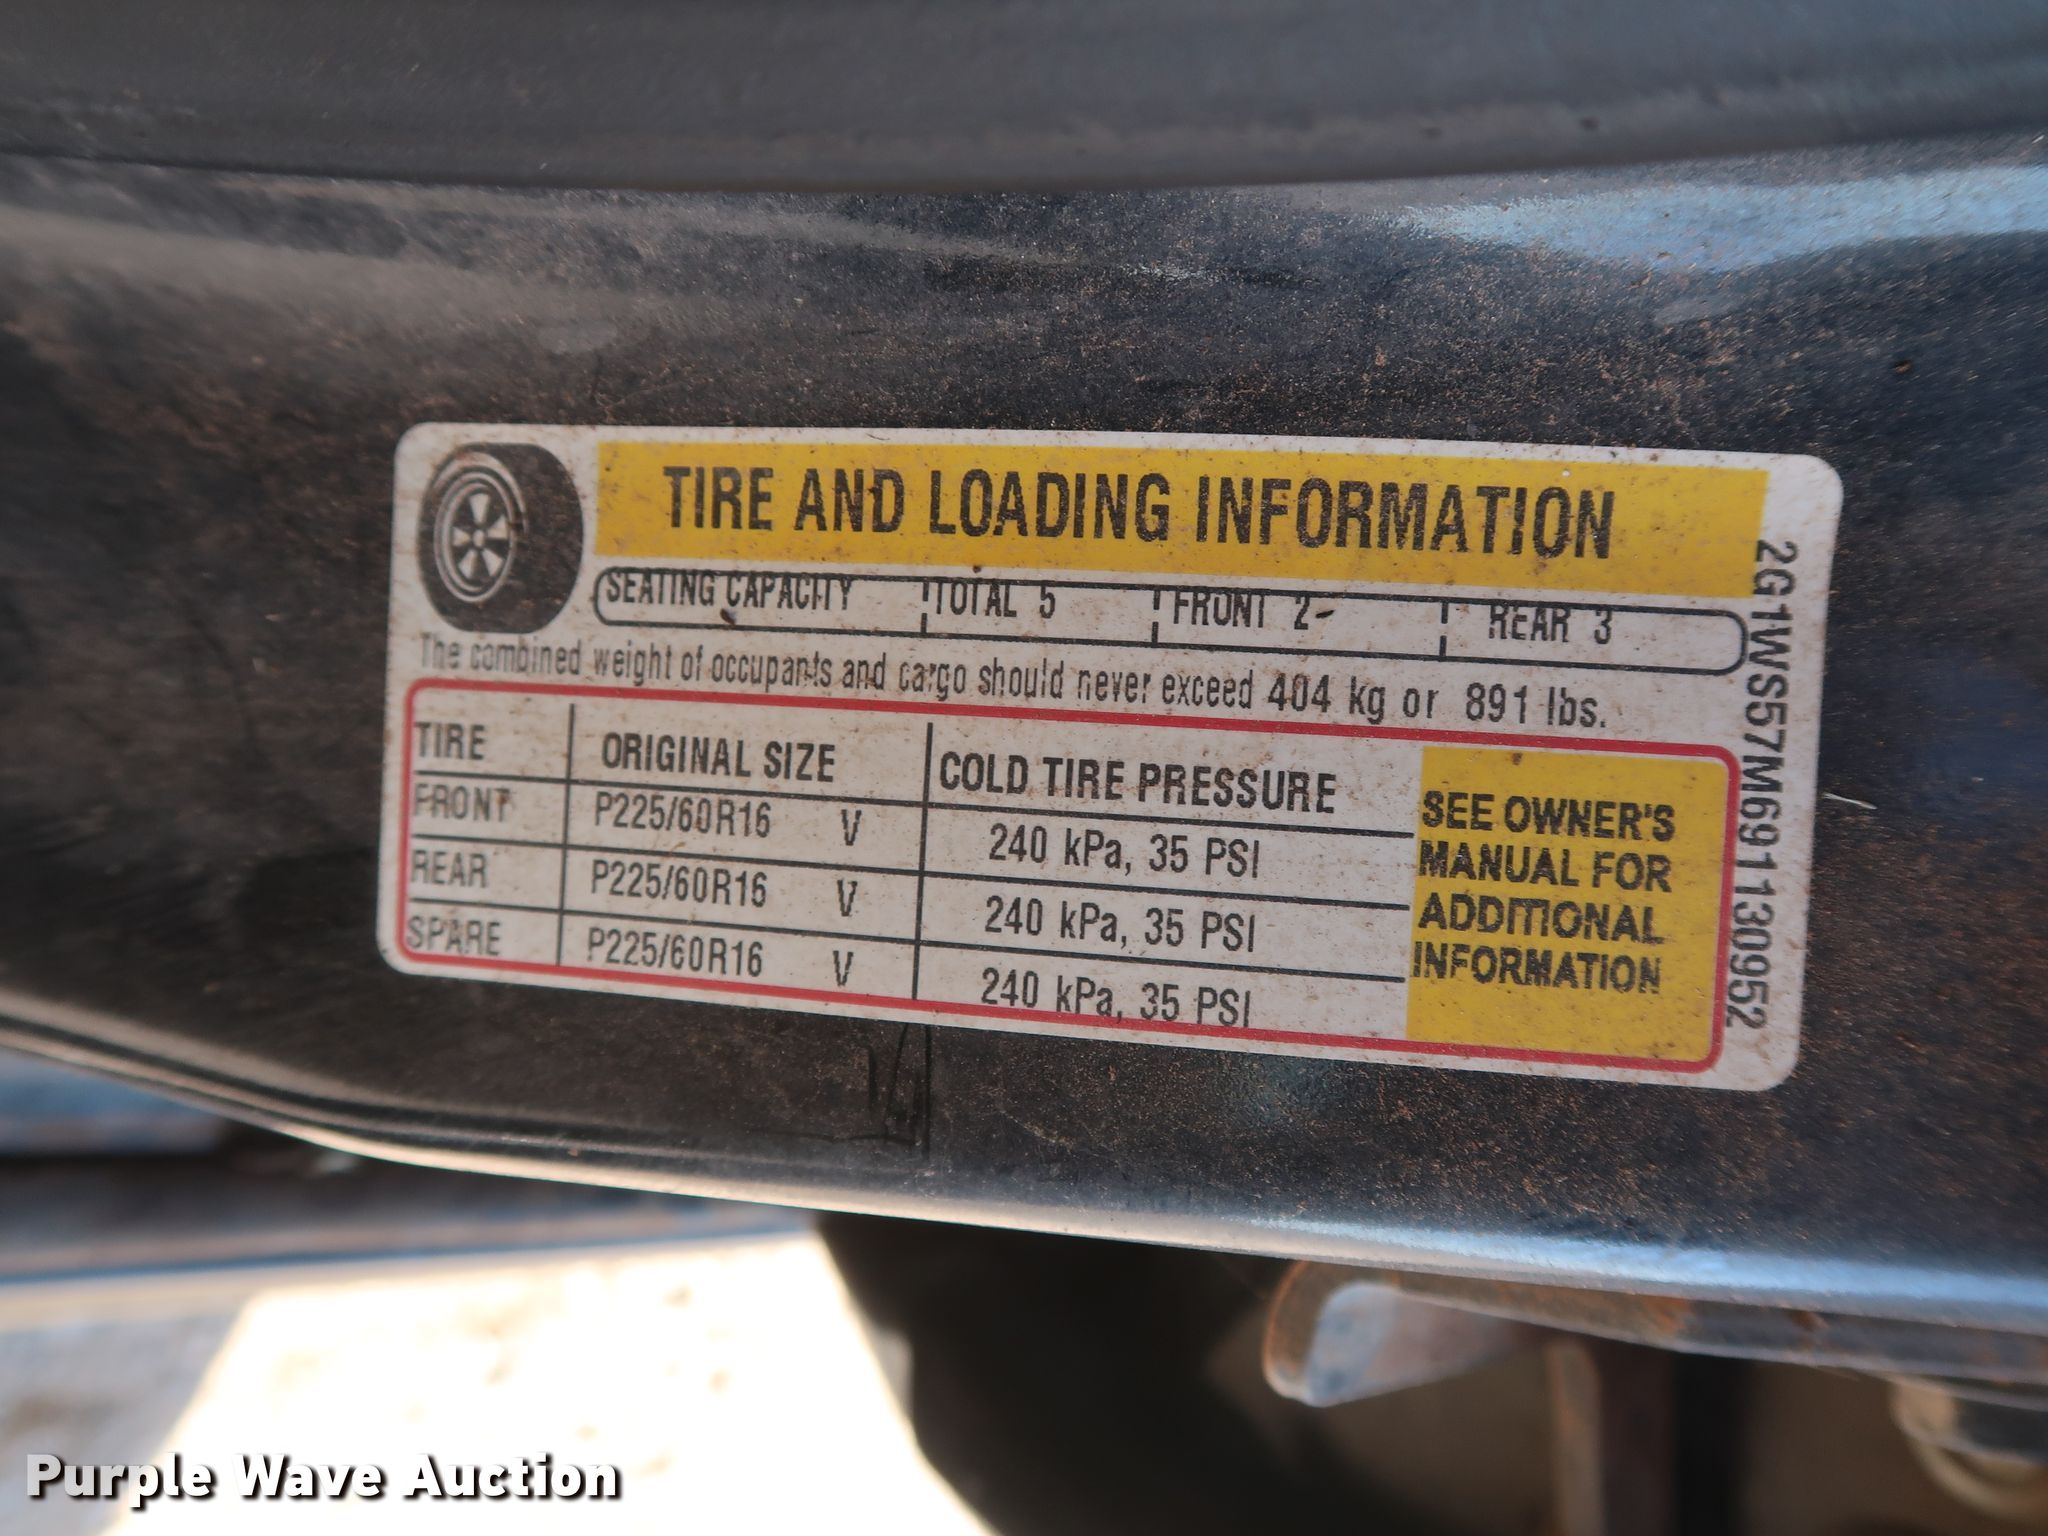 TIRE AND LOADING INFORMATION
SEATING CAPACITY TOTAL 5 FRONT 2 REAR 3
The combined weight of occupants and cargo should never exceed 404 kg or 891 lbs.
TIRE ORIGINAL SIZE COLD TIRE PRESSURE
FRONT P225/60R16 V 240 kPa, 35 PSI
REAR P225/60R16 V 240 kPa, 35 PSI
SPARE P225/60R16 V 240 kPa, 35 PSI
SEE OWNER'S
MANUAL FOR
ADDITIONAL
INFORMATION
2G1WS57M691130952
Purple Wave Auction